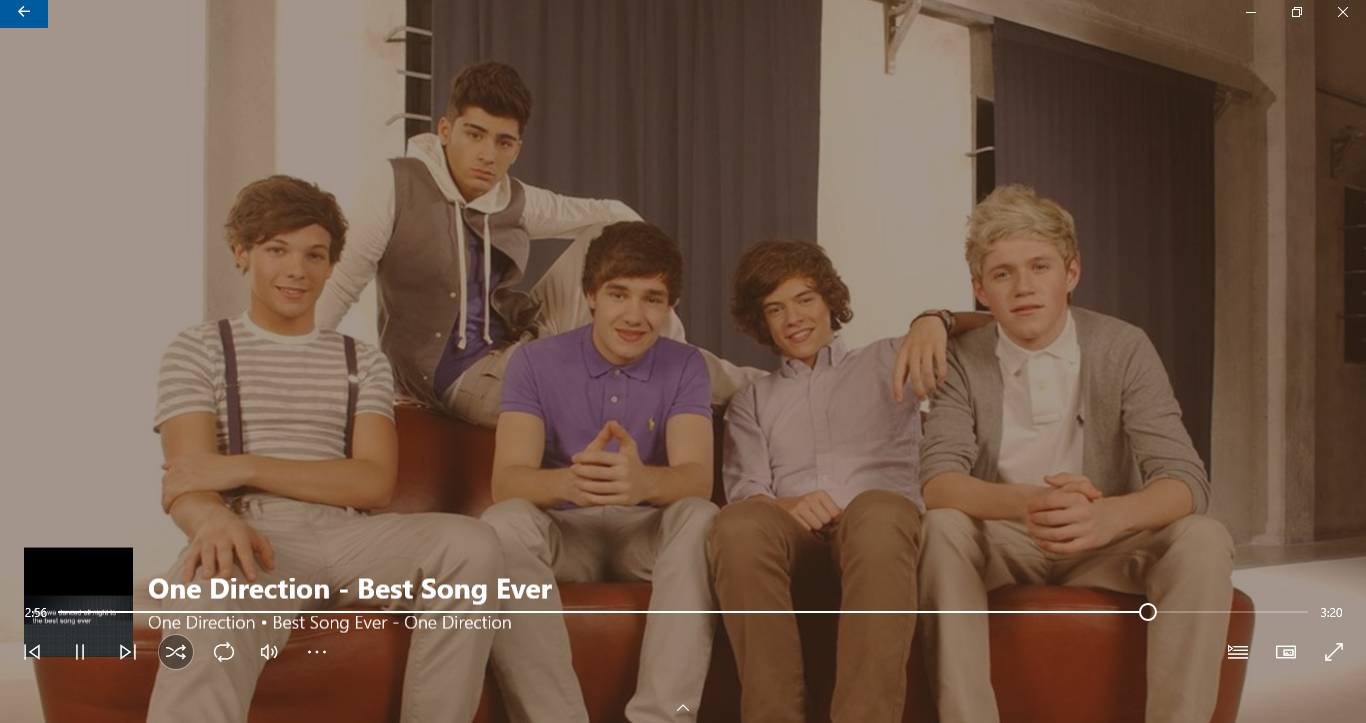 One Direction - Best Song Ever
2:56
3:20
we danced all night to
the best song ever
One Direction • Best Song Ever - One Direction